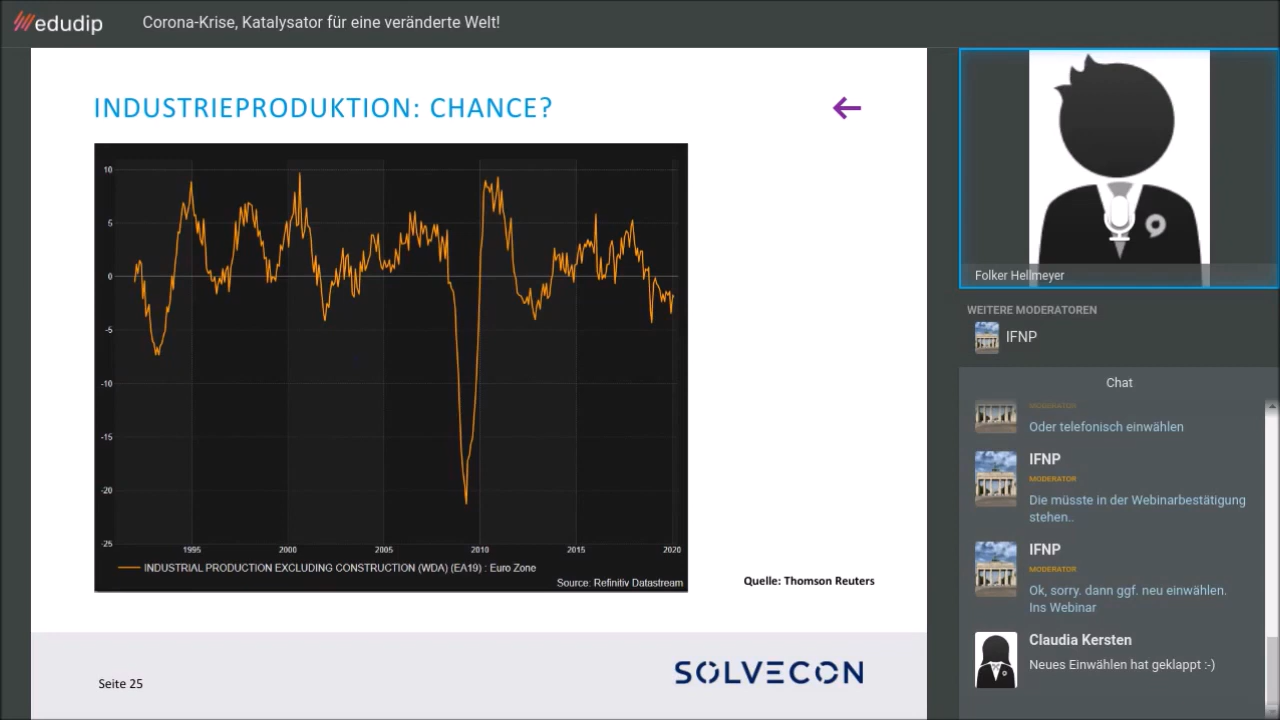 edudip
Corona-Krise, Katalysator für eine veränderte Welt!
INDUSTRIEPRODUKTION: CHANCE?
10
5
0
-5
-10
-15
-20
-25
1995 2000 2005 2010 2015 2020
INDUSTRIAL PRODUCTION EXCLUDING CONSTRUCTION (WDA) (EA19) : Euro Zone
Source: Refinitiv Datastream
Quelle: Thomson Reuters
Seite 25
SOLVECON
Folker Hellmeyer
WEITERE MODERATOREN
IFNP
Chat
MODERATOR
Oder telefonisch einwählen
IFNP
MODERATOR
Die müsste in der Webinarbestätigung
stehen..
IFNP
MODERATOR
Ok, sorry. dann ggf. neu einwählen.
Ins Webinar
Claudia Kersten
Neues Einwählen hat geklappt :-)